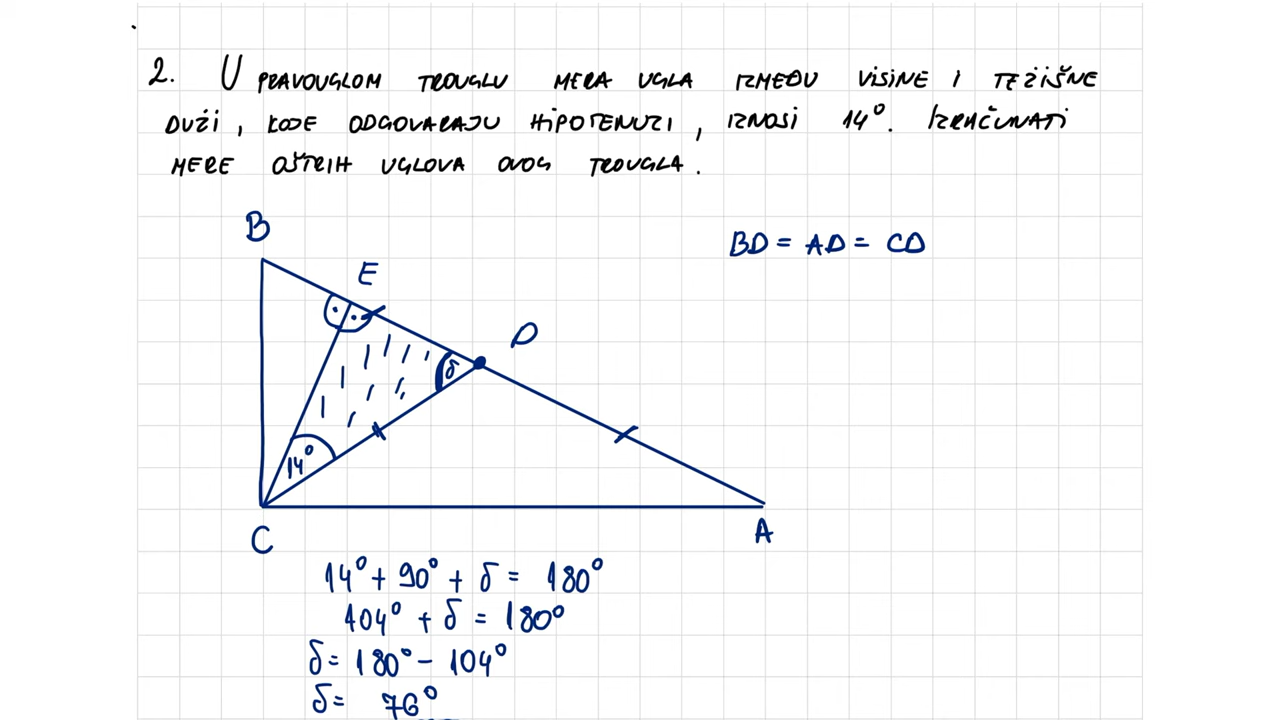 2. U PRAVOUGLOM TROUGLU MERA UGLA IZMEĐU VISINE I TEŽIŠNE
DUŽI, KOJE ODGOVARAJU HIPOTENUZI, IZNOSI 14°. IZRAČUNATI
MERE OŠTRIH UGLOVA OVOG TROUGLA.
B
BD = AD = CD
E
D
δ
14°
C
A
14° + 90° + δ = 180°
104° + δ = 180°
δ = 180° - 104°
δ = 76°